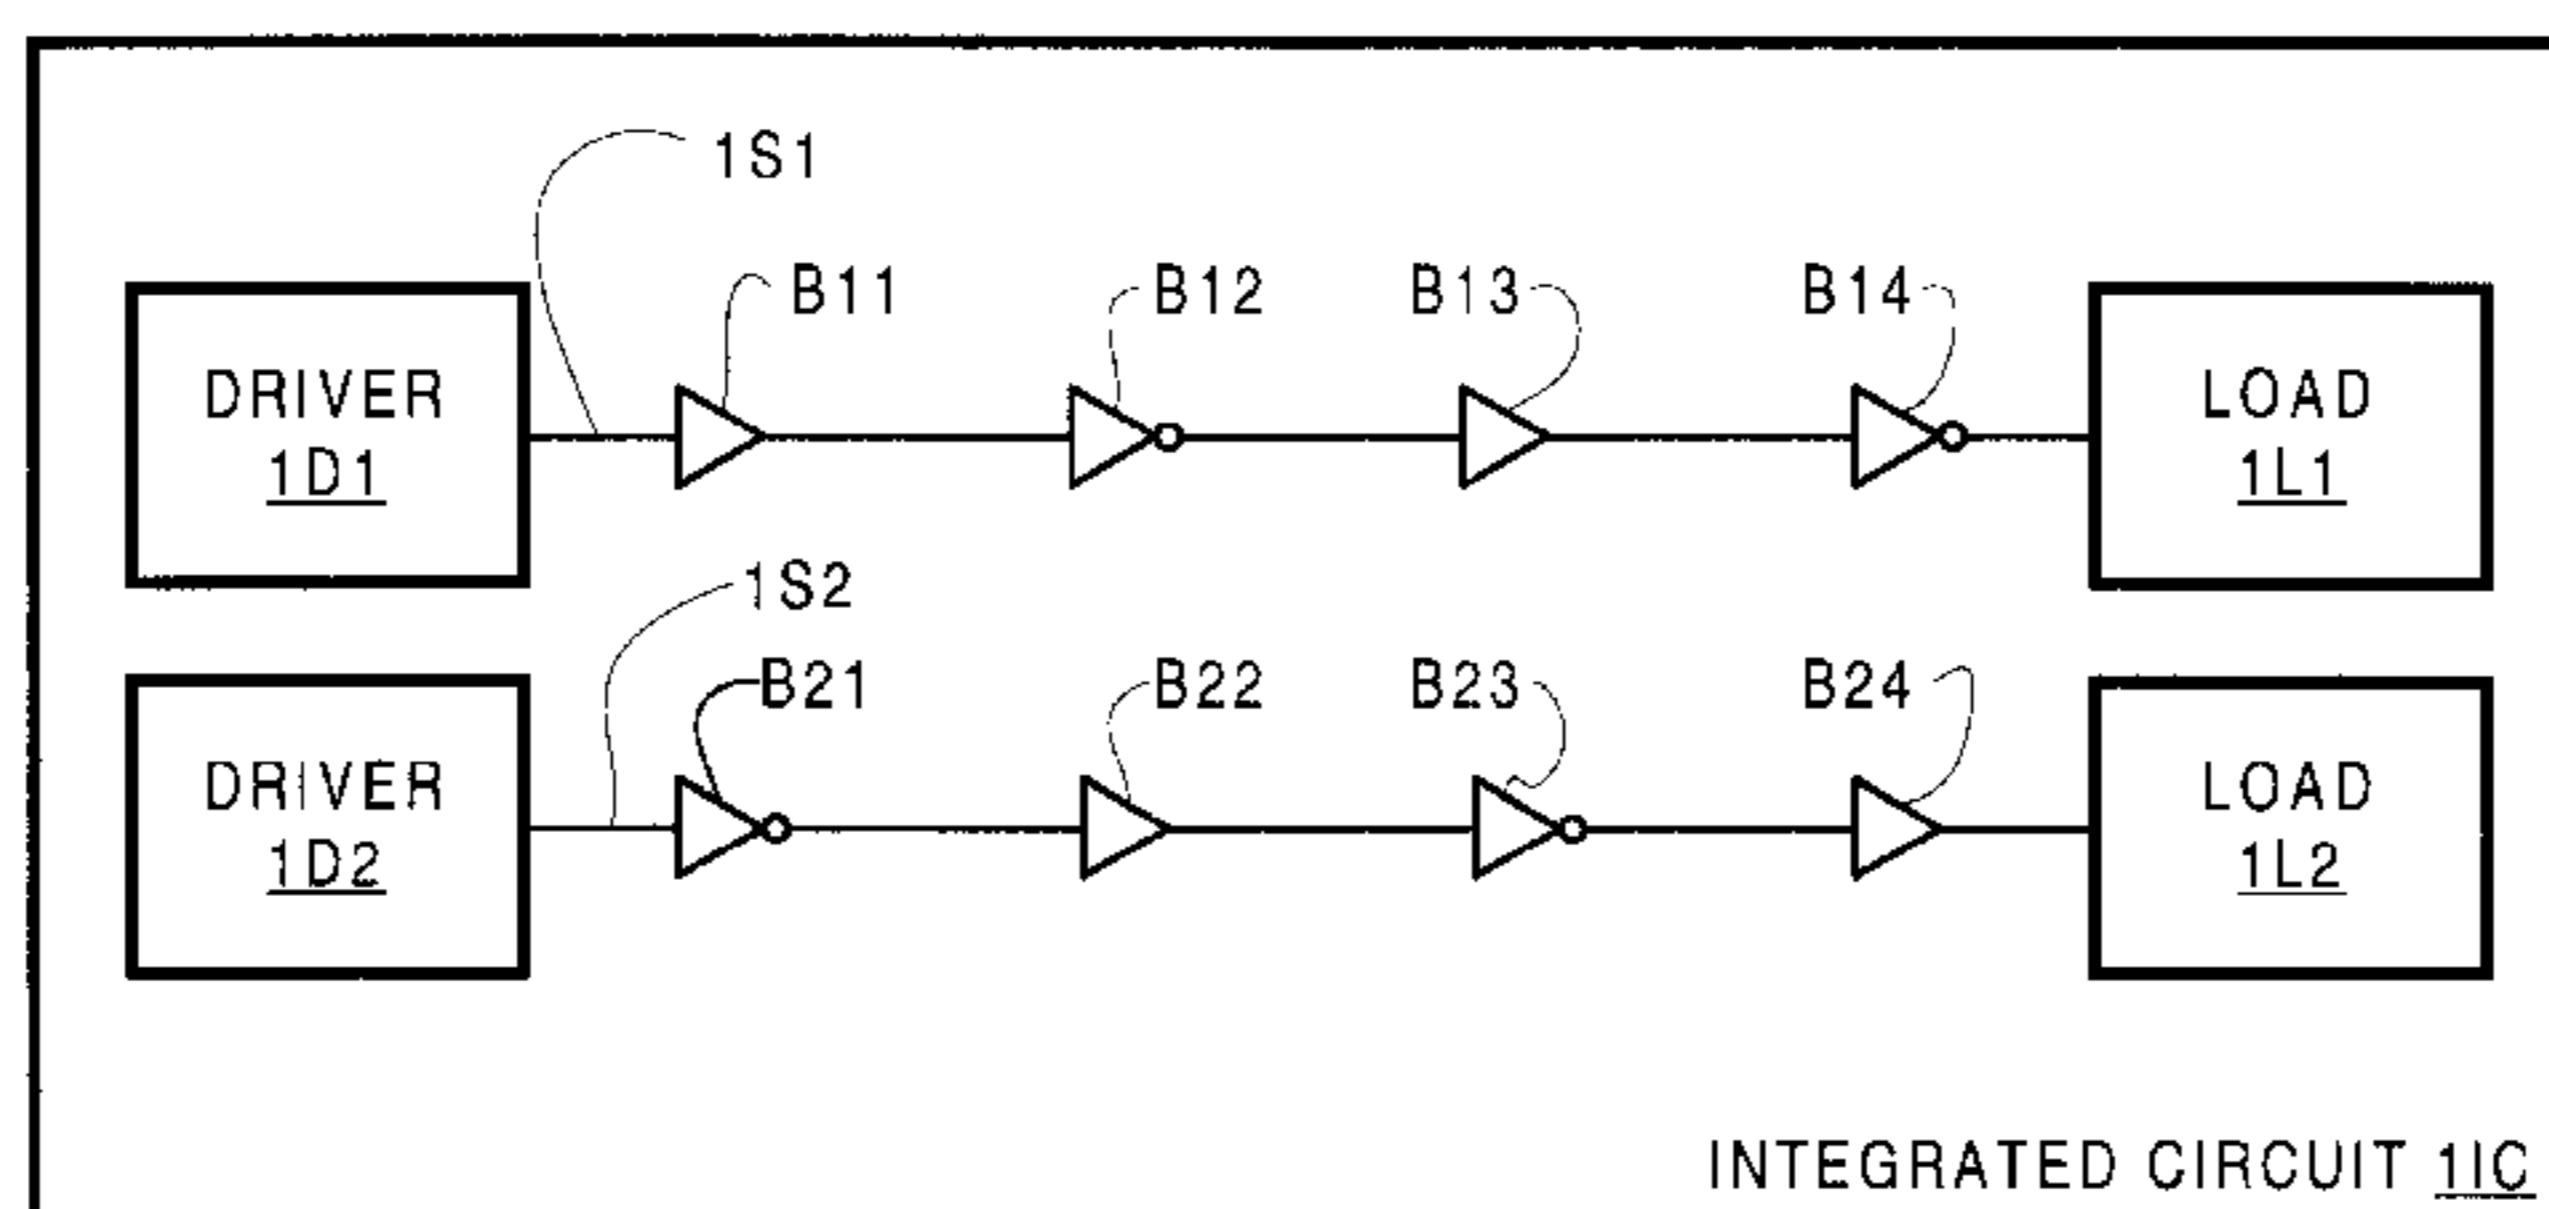 1S1
B11
B12
B13
B14
DRIVER
1D1
LOAD
1L1
1S2
B21
B22
B23
B24
DRIVER
1D2
LOAD
1L2
INTEGRATED CIRCUIT 1IC